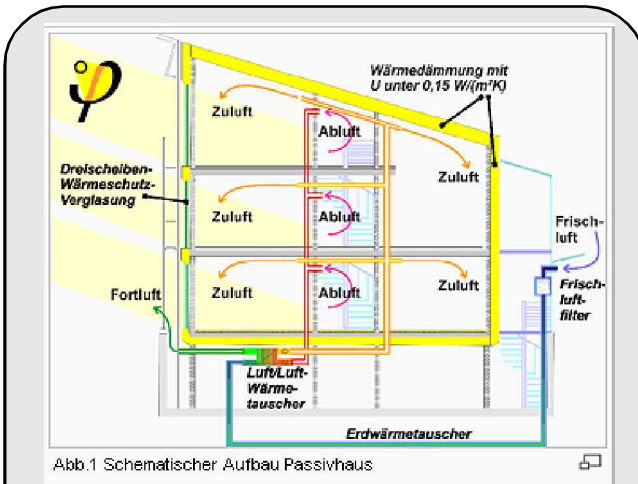 Wärmedämmung mit
U unter 0,15 W/(m²K)
Zuluft
Abluft
Zuluft
Dreischeiben-
Wärmeschutz-
Verglasung
Zuluft
Abluft
Zuluft
Frisch-
luft
Fortluft
Zuluft
Abluft
Zuluft
Frisch-
luft-
filter
Luft/Luft-
Wärme-
tauscher
Erdwärmetauscher
Abb.1 Schematischer Aufbau Passivhaus